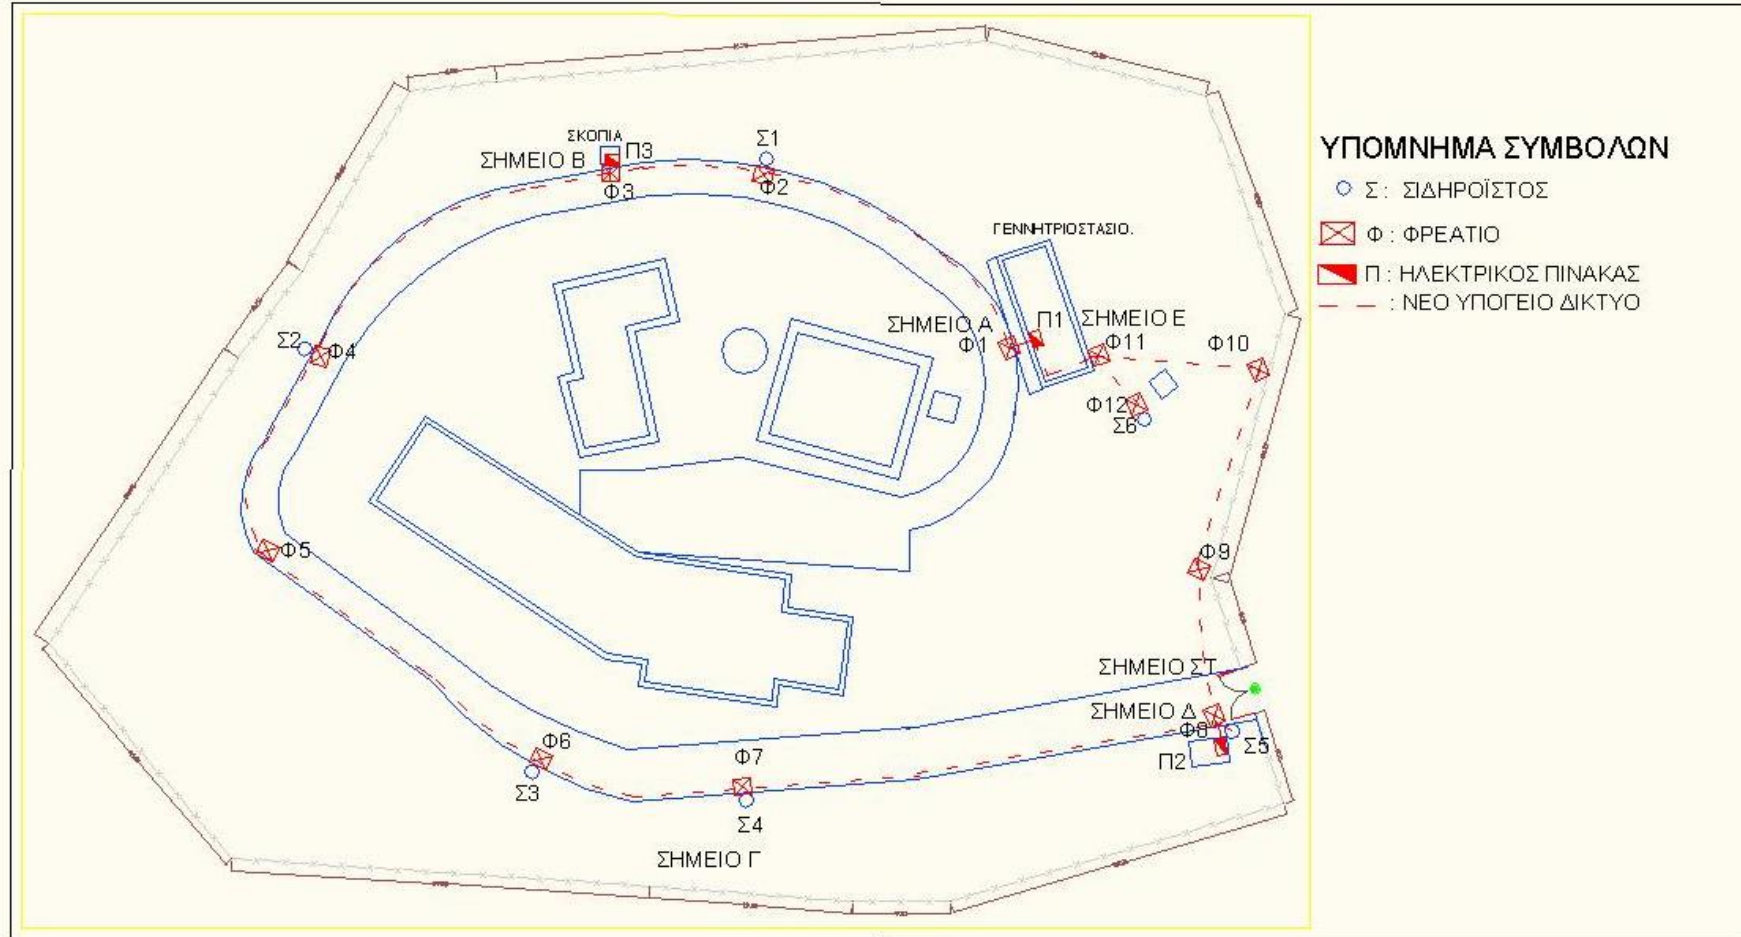 ΣΚΟΠΙΑ
Σ1
ΣΗΜΕΙΟ Β
Π3
Φ3
Φ2
ΥΠΟΜΝΗΜΑ ΣΥΜΒΟΛΩΝ
Σ : ΣΙΔΗΡΟΪΣΤΟΣ
Φ : ΦΡΕΑΤΙΟ
Π : ΗΛΕΚΤΡΙΚΟΣ ΠΙΝΑΚΑΣ
: ΝΕΟ ΥΠΟΓΕΙΟ ΔΙΚΤΥΟ
ΓΕΝΝΗΤΡΙΟΣΤΑΣΙΟ.
ΣΗΜΕΙΟ Α
Π1
ΣΗΜΕΙΟ Ε
Φ1
Φ11
Φ10
Σ2
Φ4
Φ12
Σ6
Φ5
Φ9
ΣΗΜΕΙΟ ΣΤ
ΣΗΜΕΙΟ Δ
Φ8
Σ5
Π2
Φ6
Φ7
Σ3
Σ4
ΣΗΜΕΙΟ Γ